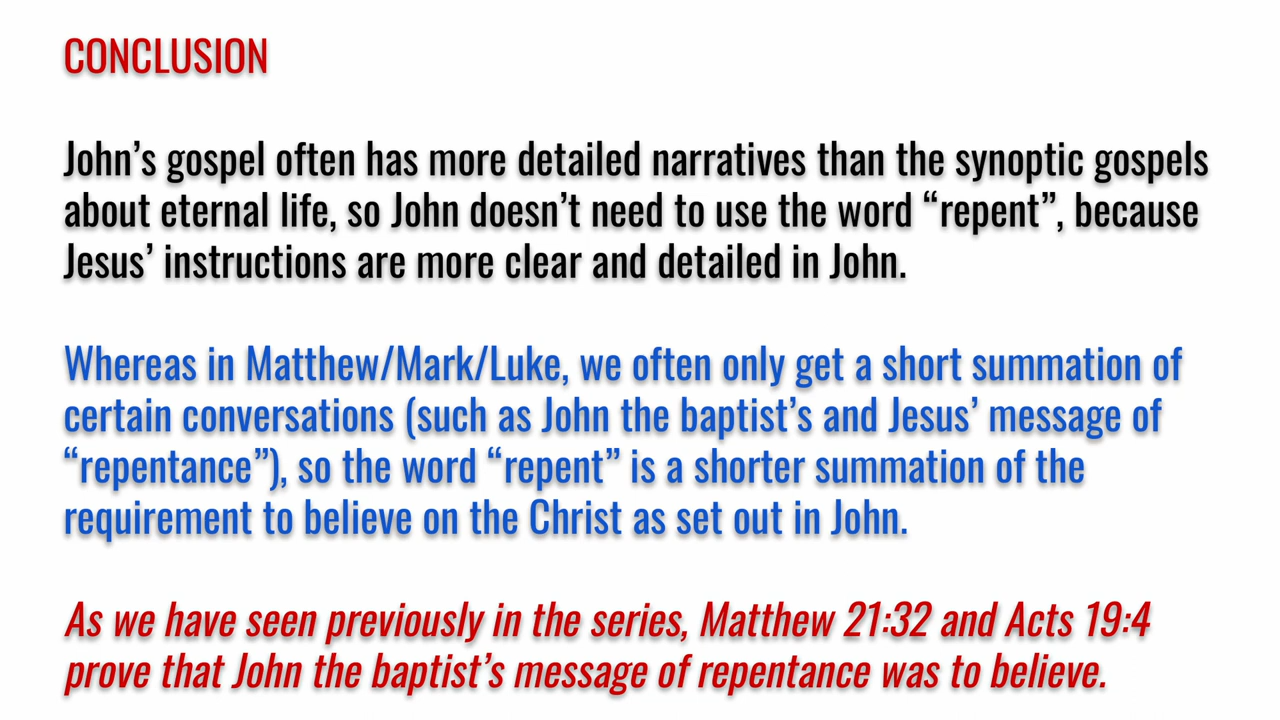 CONCLUSION
John’s gospel often has more detailed narratives than the synoptic gospels
about eternal life, so John doesn’t need to use the word “repent”, because
Jesus’ instructions are more clear and detailed in John.
Whereas in Matthew/Mark/Luke, we often only get a short summation of
certain conversations (such as John the baptist’s and Jesus’ message of
“repentance”), so the word “repent” is a shorter summation of the
requirement to believe on the Christ as set out in John.
As we have seen previously in the series, Matthew 21:32 and Acts 19:4
prove that John the baptist’s message of repentance was to believe.